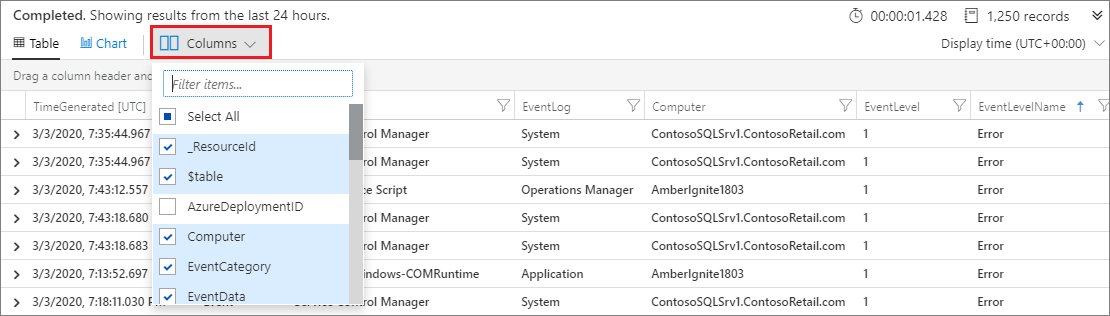 Completed. Showing results from the last 24 hours. 00:00:01.428 1,250 records
Table Chart Columns Display time (UTC+00:00)
Drag a column header and
Filter items...
TimeGenerated [UTC] EventLog Computer EventLevel EventLevelName
Select All
3/3/2020, 7:35:44.967 rol Manager System ContosoSQLSrv1.ContosoRetail.com 1 Error
_ResourceId
3/3/2020, 7:35:44.967 rol Manager System ContosoSQLSrv1.ContosoRetail.com 1 Error
$table
3/3/2020, 7:43:12.557 ce Script Operations Manager AmberIgnite1803 1 Error
AzureDeploymentID
3/3/2020, 7:43:18.680 rol Manager System ContosoSQLSrv1.ContosoRetail.com 1 Error
Computer
3/3/2020, 7:43:18.683 rol Manager System ContosoSQLSrv1.ContosoRetail.com 1 Error
EventCategory
3/3/2020, 7:13:52.697 indows-COMRuntime Application AmberIgnite1803 1 Error
EventData
3/3/2020, 7:18:11.030 System ContosoSQLSrv1.ContosoRetail.com 1 Error